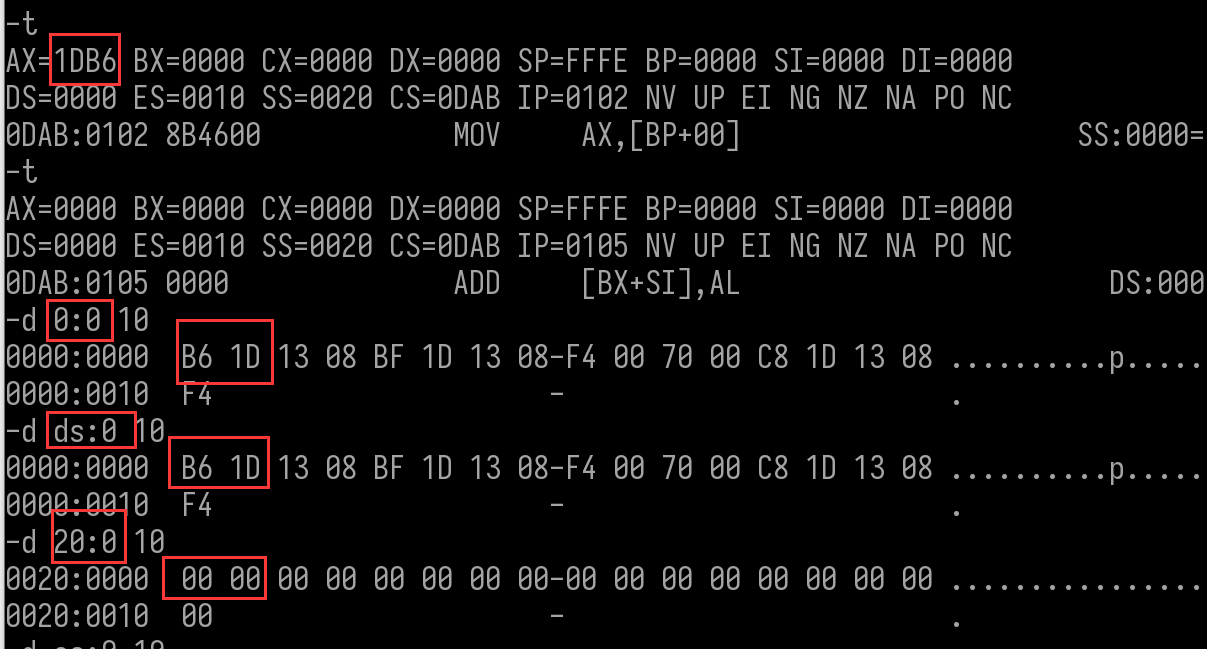 -t
AX=1DB6 BX=0000 CX=0000 DX=0000 SP=FFFE BP=0000 SI=0000 DI=0000
DS=0000 ES=0010 SS=0020 CS=0DAB IP=0102 NV UP EI NG NZ NA PO NC
0DAB:0102 8B4600 MOV AX,[BP+00] SS:0000=
-t
AX=0000 BX=0000 CX=0000 DX=0000 SP=FFFE BP=0000 SI=0000 DI=0000
DS=0000 ES=0010 SS=0020 CS=0DAB IP=0105 NV UP EI NG NZ NA PO NC
0DAB:0105 0000 ADD [BX+SI],AL DS:000
-d 0:0 10
0000:0000 B6 1D 13 08 BF 1D 13 08-F4 00 70 00 C8 1D 13 08 ..........p.....
0000:0010 F4 - .
-d ds:0 10
0000:0000 B6 1D 13 08 BF 1D 13 08-F4 00 70 00 C8 1D 13 08 ..........p.....
0000:0010 F4 - .
-d 20:0 10
0020:0000 00 00 00 00 00 00 00 00-00 00 00 00 00 00 00 00 ................
0020:0010 00 - .